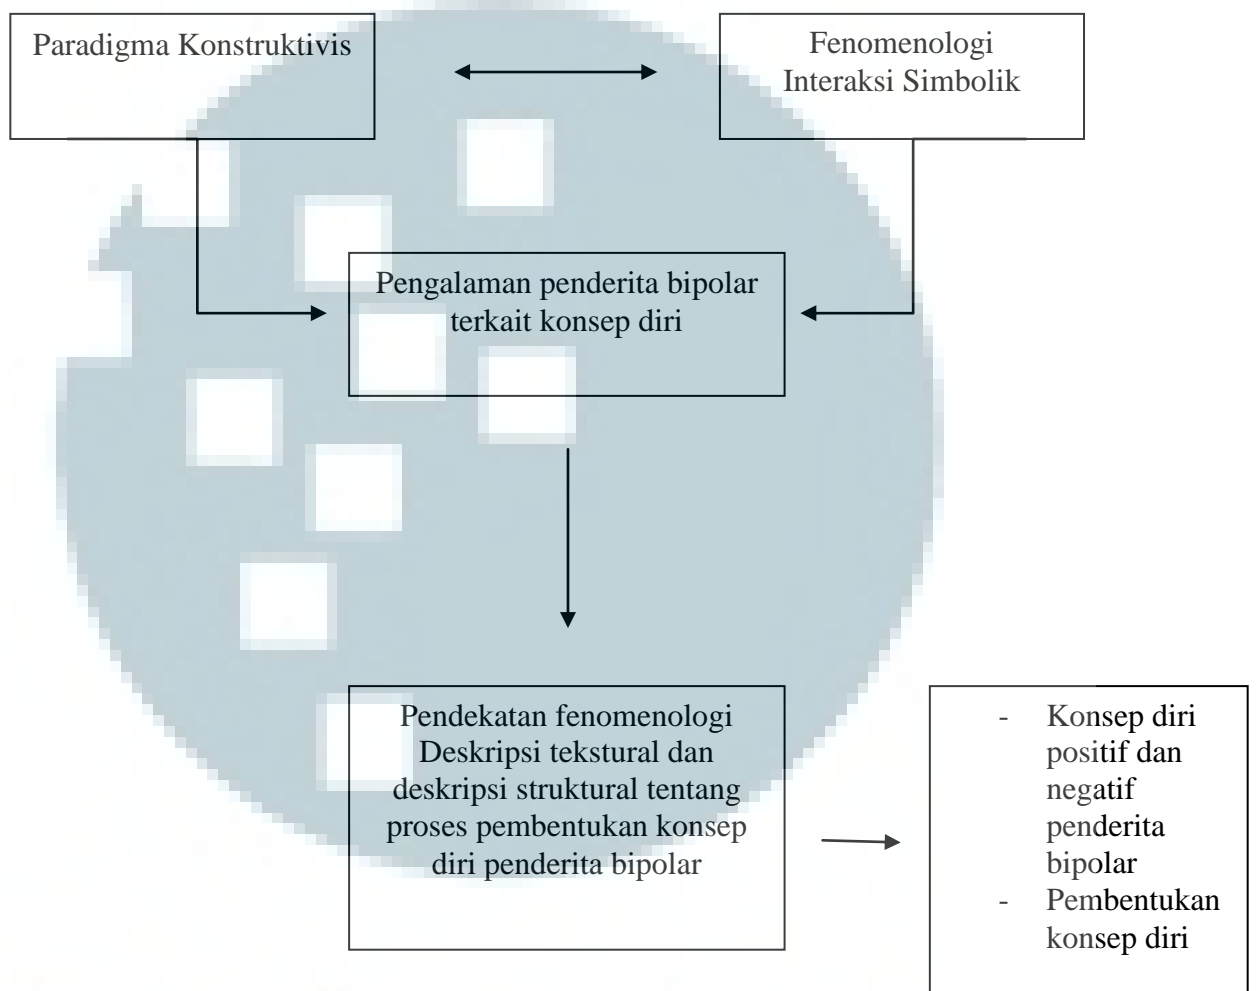 Paradigma Konstruktivis
Fenomenologi
Interaksi Simbolik
Pengalaman penderita bipolar
terkait konsep diri
Pendekatan fenomenologi
Deskripsi tekstural dan
deskripsi struktural tentang
proses pembentukan konsep
diri penderita bipolar
- Konsep diri
positif dan
negatif
penderita
bipolar
- Pembentukan
konsep diri